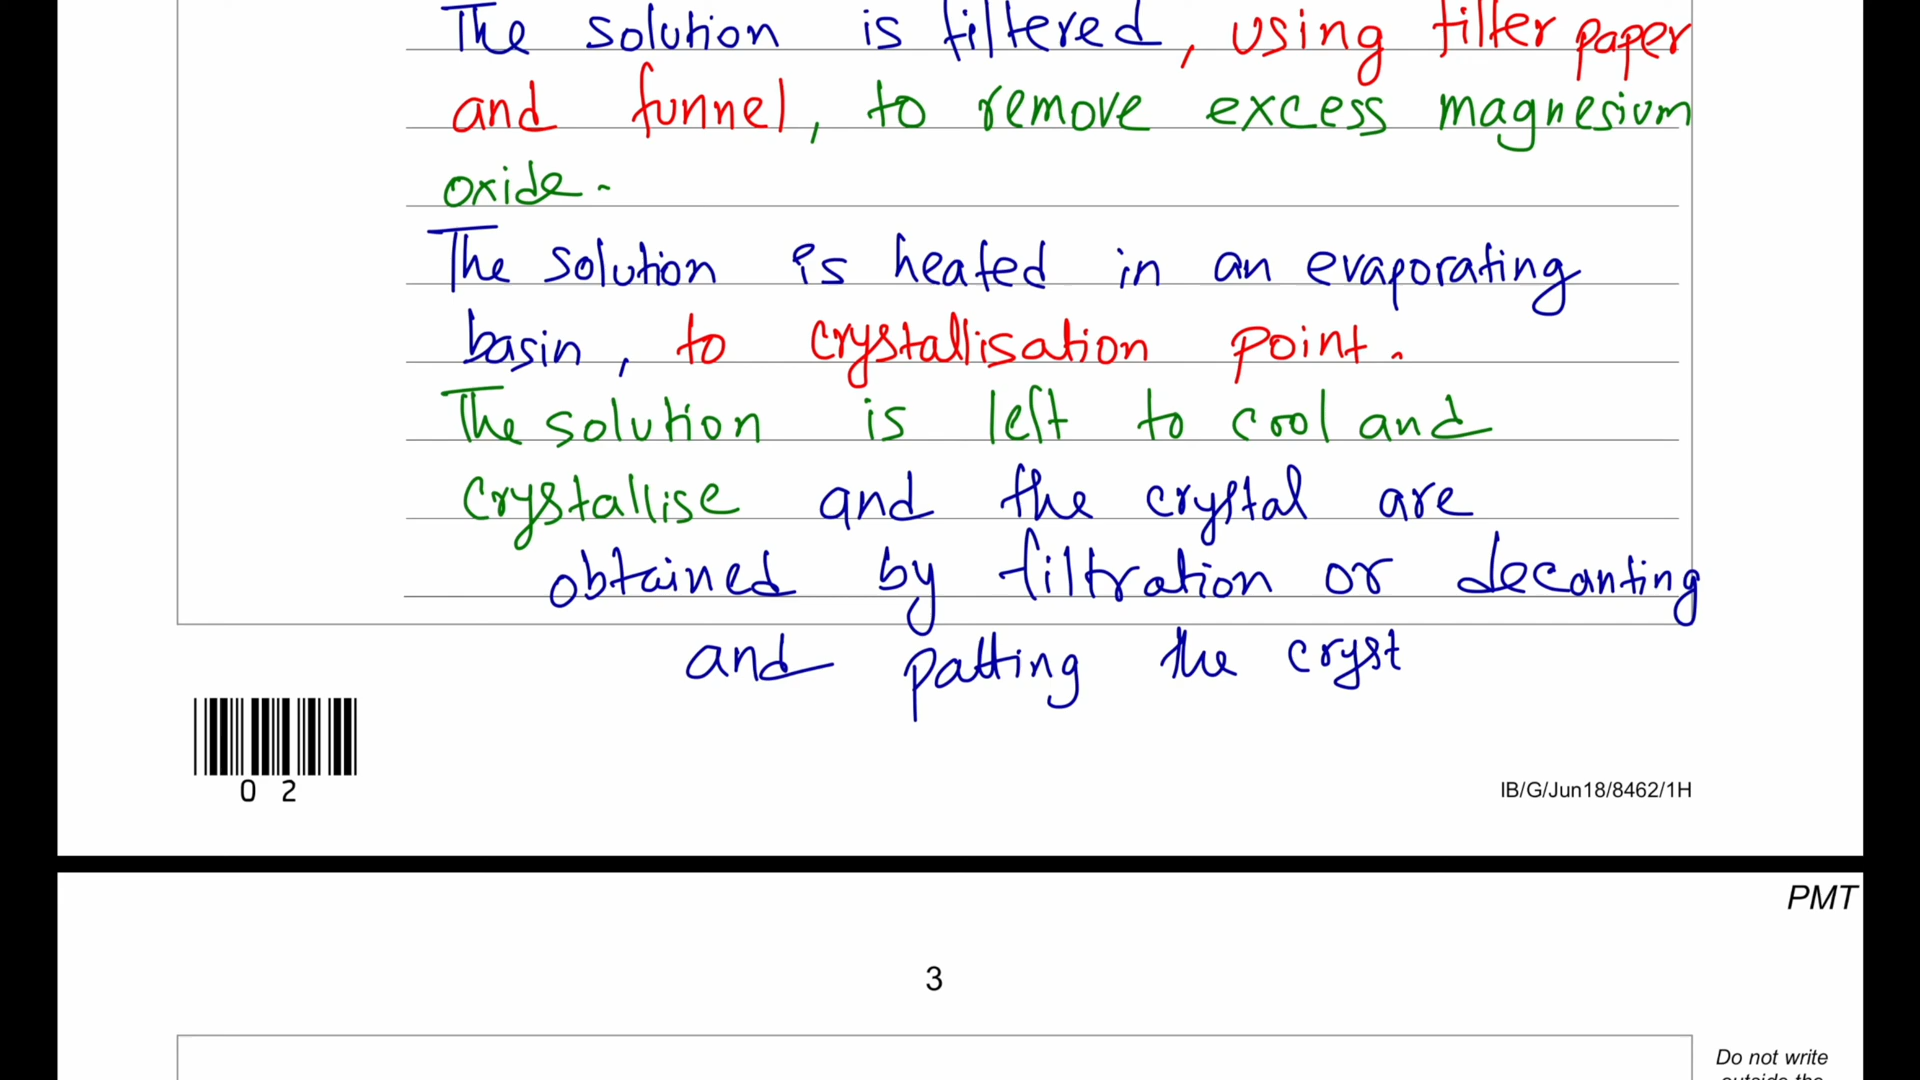 The solution is filtered, using filter paper
and funnel, to remove excess magnesium
oxide.
The solution is heated in an evaporating
basin, to crystallisation point.
The solution is left to cool and
crystallise and the crystal are
obtained by filtration or decanting
and patting the cryst
0 2
IB/G/Jun18/8462/1H
PMT
3
Do not write
outside the